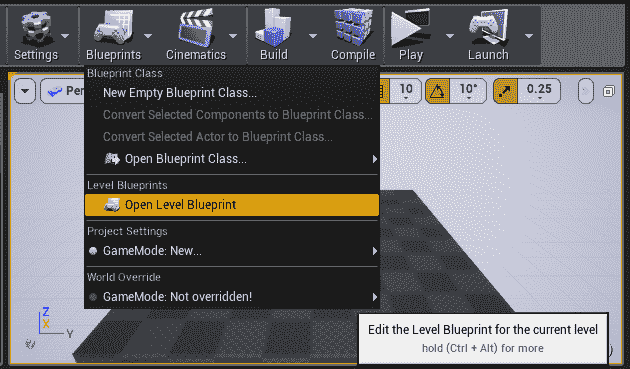 Settings Blueprints Cinematics Build Compile Play Launch
Blueprint Class
New Empty Blueprint Class...
Convert Selected Components to Blueprint Class...
Convert Selected Actor to Blueprint Class...
Open Blueprint Class...
Level Blueprints
Open Level Blueprint
Project Settings
GameMode: New...
World Override
GameMode: Not overridden!
10 10° 0.25
Z
X
Y
Edit the Level Blueprint for the current level
hold (Ctrl + Alt) for more